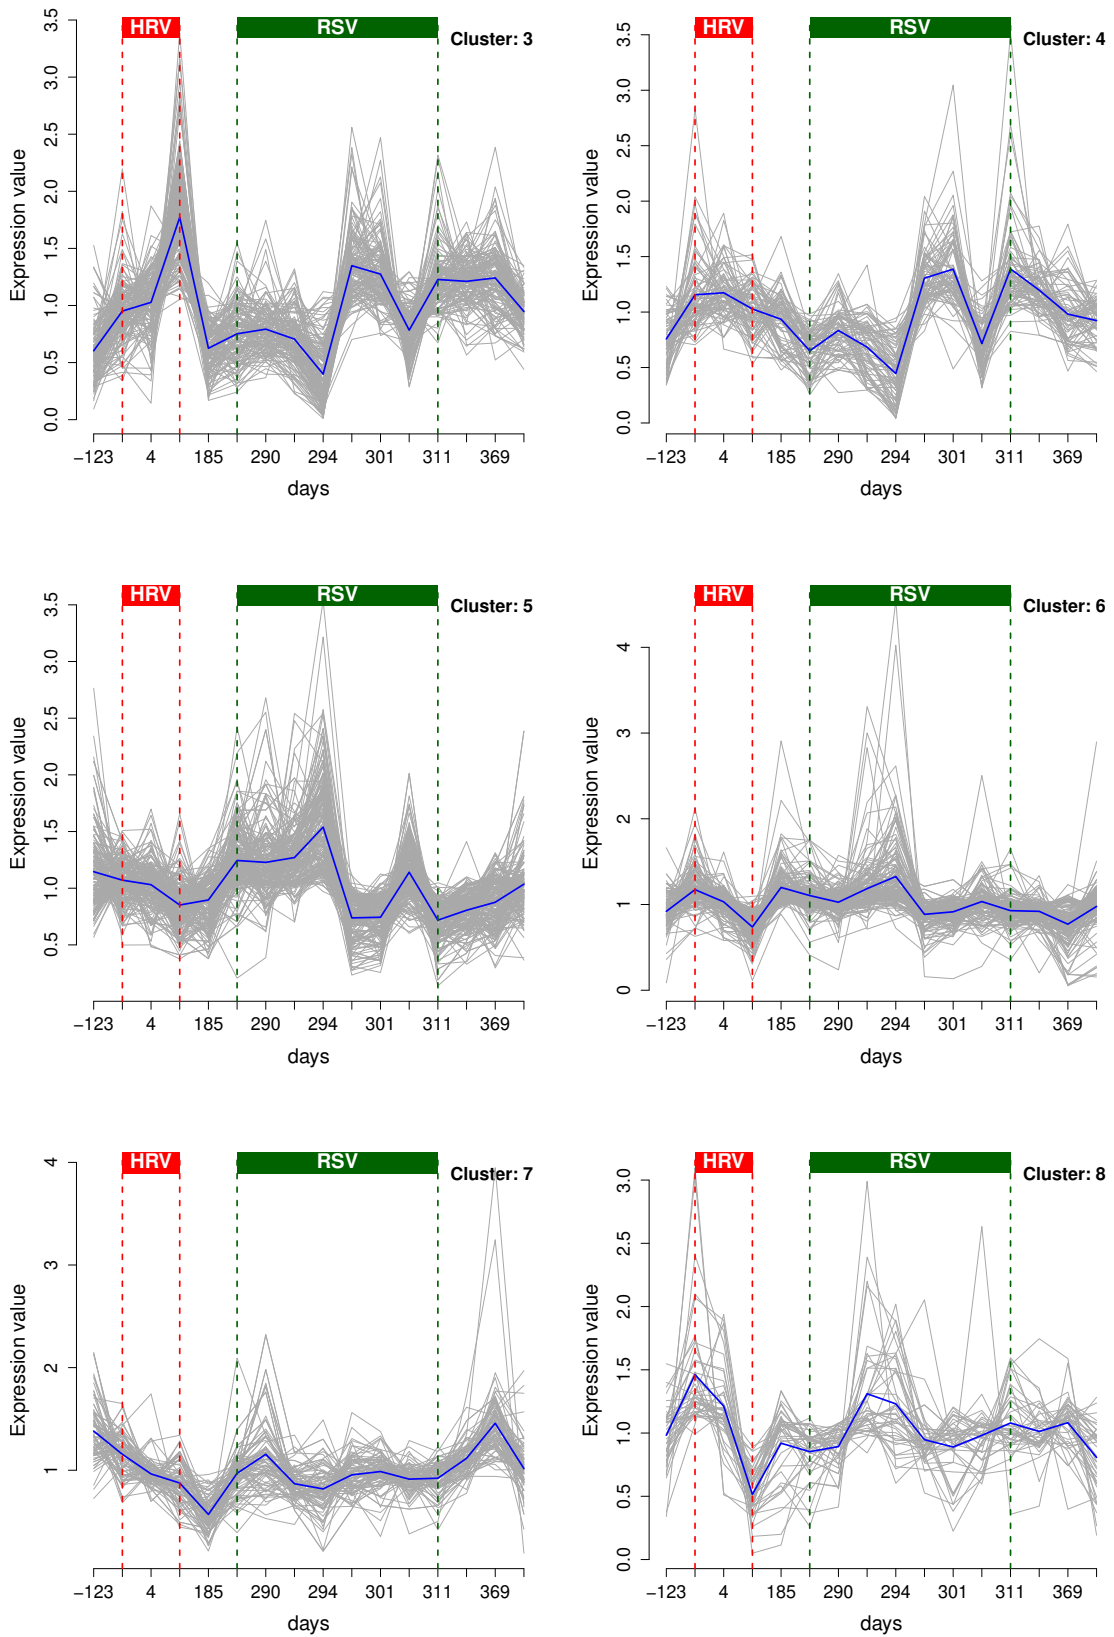 HRV RSV Cluster: 3
3.5
3.0
2.5
2.0
1.5
1.0
0.5
0.0
Expression value
−123 4 185 290 294 301 311 369
days
HRV RSV Cluster: 4
3.5
3.0
2.5
2.0
1.5
1.0
0.5
0.0
Expression value
−123 4 185 290 294 301 311 369
days
HRV RSV Cluster: 5
3.5
3.0
2.5
2.0
1.5
1.0
0.5
Expression value
−123 4 185 290 294 301 311 369
days
HRV RSV Cluster: 6
4
3
2
1
0
Expression value
−123 4 185 290 294 301 311 369
days
HRV RSV Cluster: 7
4
3
2
1
Expression value
−123 4 185 290 294 301 311 369
days
HRV RSV Cluster: 8
3.0
2.5
2.0
1.5
1.0
0.5
0.0
Expression value
−123 4 185 290 294 301 311 369
days